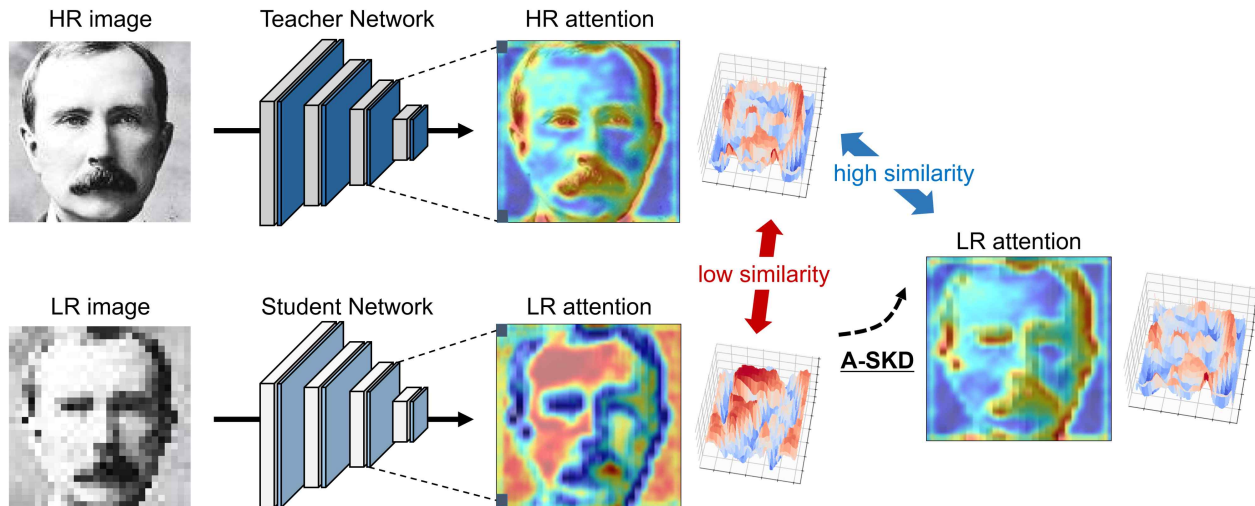 HR image
Teacher Network
HR attention
high similarity
LR attention
low similarity
A-SKD
LR image
Student Network
LR attention